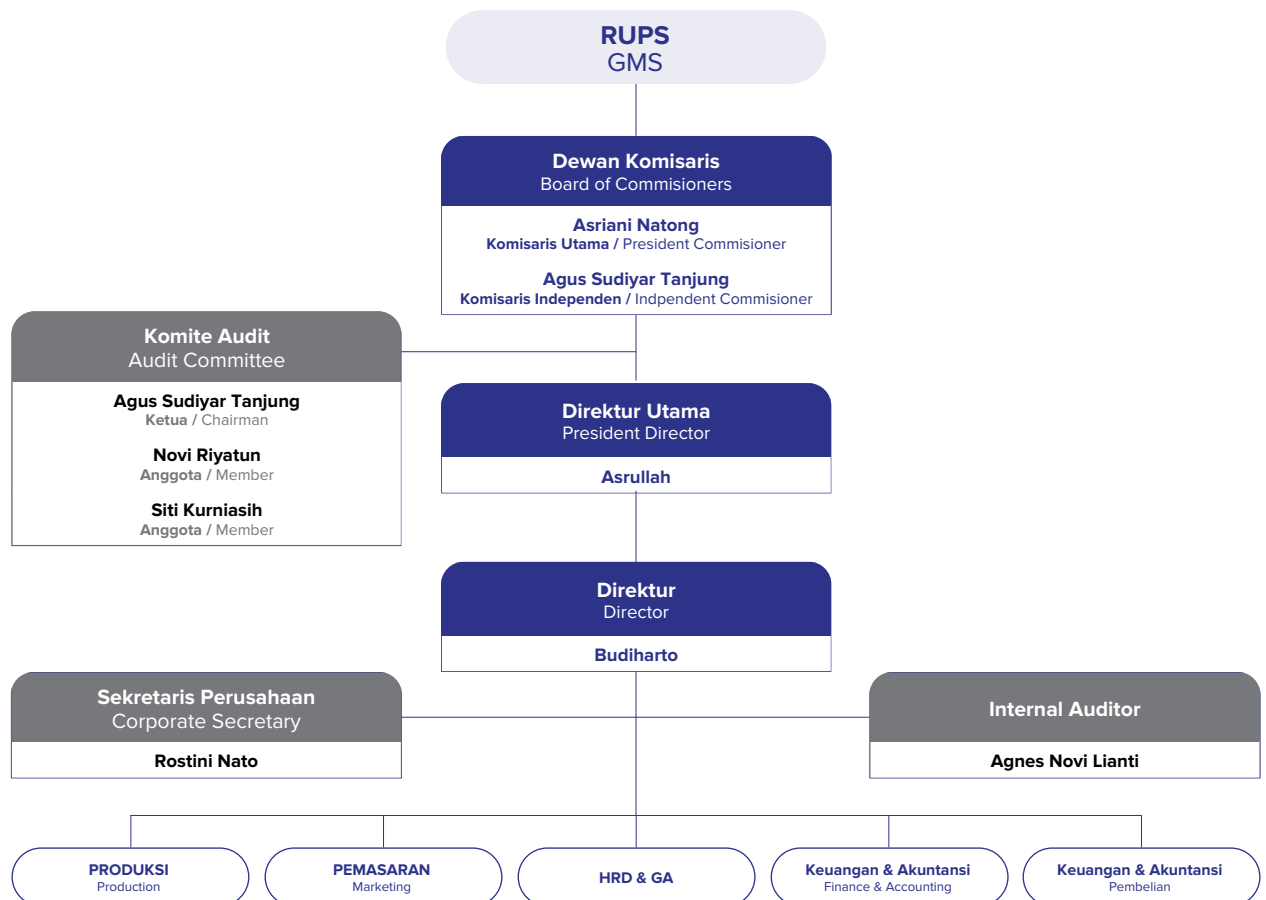 RUPS
GMS
Dewan Komisaris
Board of Commisioners
Asriani Natong
Komisaris Utama / President Commisioner
Agus Sudiyar Tanjung
Komisaris Independen / Indpendent Commisioner
Komite Audit
Audit Committee
Agus Sudiyar Tanjung
Ketua / Chairman
Novi Riyatun
Anggota / Member
Siti Kurniasih
Anggota / Member
Direktur Utama
President Director
Asrullah
Direktur
Director
Budiharto
Sekretaris Perusahaan
Corporate Secretary
Rostini Nato
Internal Auditor
Agnes Novi Lianti
PRODUKSI
Production
PEMASARAN
Marketing
HRD & GA
Keuangan & Akuntansi
Finance & Accounting
Keuangan & Akuntansi
Pembelian